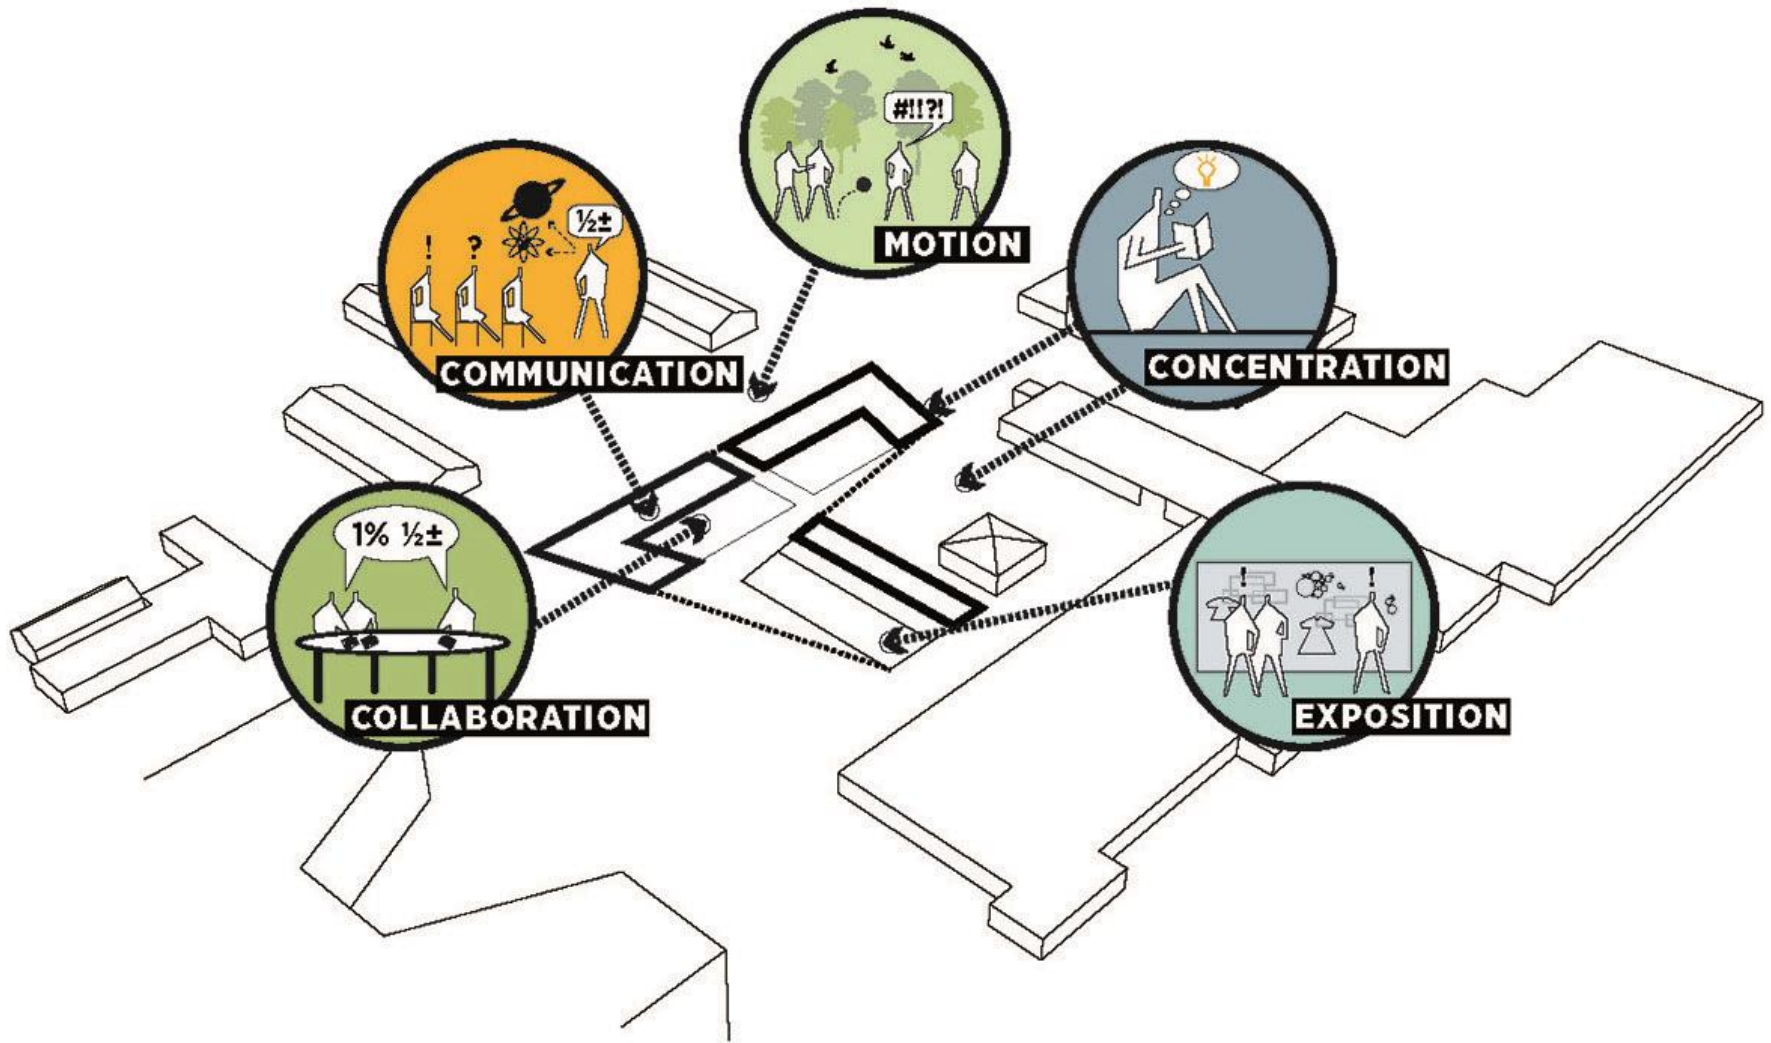 #!!?!
MOTION
½±
! ?
COMMUNICATION
CONCENTRATION
1% ½±
COLLABORATION
! !
EXPOSITION